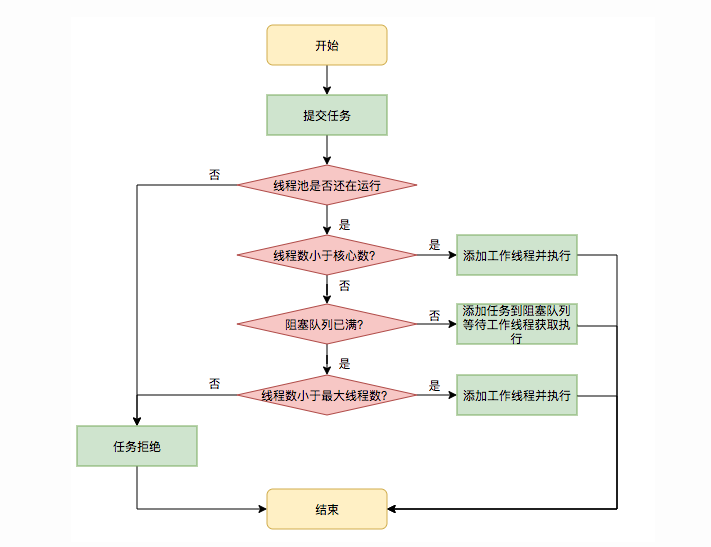 开始
提交任务
否
线程池是否还在运行
是
线程数小于核心数?
是
添加工作线程并执行
否
阻塞队列已满?
否
添加任务到阻塞队列
等待工作线程获取执
行
是
否
线程数小于最大线程数?
是
添加工作线程并执行
任务拒绝
结束